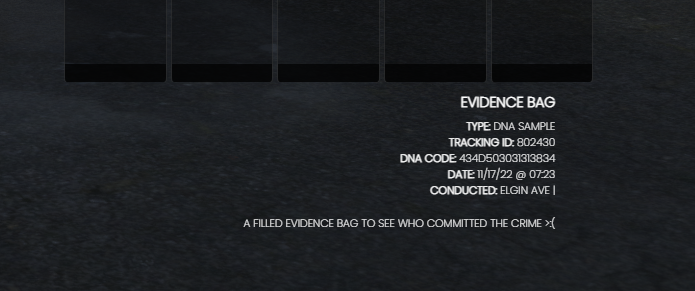 EVIDENCE BAG
TYPE: DNA SAMPLE
TRACKING ID: 802430
DNA CODE: 434D503031313834
DATE: 11/17/22 @ 07:23
CONDUCTED: ELGIN AVE |
A FILLED EVIDENCE BAG TO SEE WHO COMMITTED THE CRIME >:(